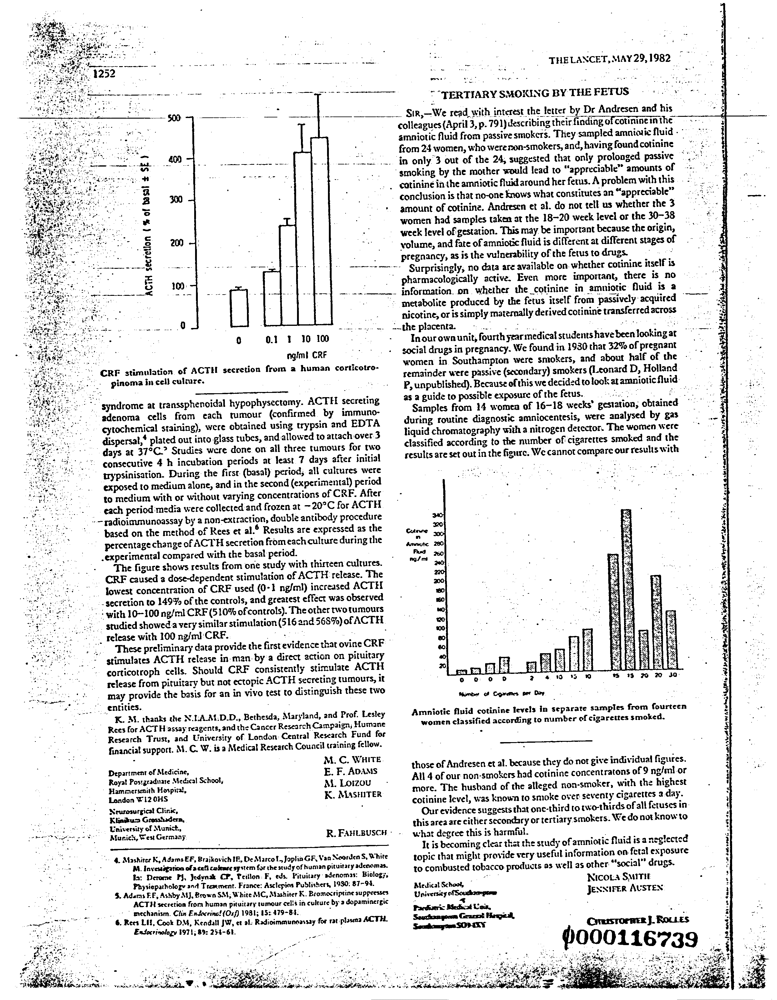 1252
THE LANCET, MAY 29, 1982
500
400
300
200
100
0
ACTH secretion ( % of basal ± SE )
0 0.1 1 10 100
ng/ml CRF
CRF stimulation of ACTH secretion from a human corticotro-
pinoma in cell culture.
syndrome at transsphenoidal hypophysectomy. ACTH secreting
adenoma cells from each tumour (confirmed by immuno-
cytochemical staining), were obtained using trypsin and EDTA
dispersal,⁴ plated out into glass tubes, and allowed to attach over 3
days at 37°C.⁵ Studies were done on all three tumours for two
consecutive 4 h incubation periods at least 7 days after initial
trypsinisation. During the first (basal) period, all cultures were
exposed to medium alone, and in the second (experimental) period
to medium with or without varying concentrations of CRF. After
each period media were collected and frozen at −20°C for ACTH
radioimmunoassay by a non-extraction, double antibody procedure
based on the method of Rees et al.⁶ Results are expressed as the
percentage change of ACTH secretion from each culture during the
experimental compared with the basal period.
The figure shows results from one study with thirteen cultures.
CRF caused a dose-dependent stimulation of ACTH release. The
lowest concentration of CRF used (0·1 ng/ml) increased ACTH
secretion to 149% of the controls, and greatest effect was observed
with 10–100 ng/ml CRF (510% of controls). The other two tumours
studied showed a very similar stimulation (516 and 568%) of ACTH
release with 100 ng/ml CRF.
These preliminary data provide the first evidence that ovine CRF
stimulates ACTH release in man by a direct action on pituitary
corticotroph cells. Should CRF consistently stimulate ACTH
release from pituitary but not ectopic ACTH secreting tumours, it
may provide the basis for an in vivo test to distinguish these two
entities.
K. M. thanks the N.I.A.M.D.D., Bethesda, Maryland, and Prof. Lesley
Rees for ACTH assay reagents, and the Cancer Research Campaign, Humane
Research Trust, and University of London Central Research Fund for
financial support. M. C. W. is a Medical Research Council training fellow.
Department of Medicine,
Royal Postgraduate Medical School,
Hammersmith Hospital,
London W12 0HS
M. C. WHITE
E. F. ADAMS
M. LOIZOU
K. MASHITER
Neurosurgical Clinic,
Klinikum Grosshadern,
University of Munich,
Munich, West Germany
R. FAHLBUSCH
4. Mashiter K, Adams EF, Brajkovich IE, De Marco L, Joplin GF, Van Noorden S, White
M. Investigation of a cell culture system for the study of human pituitary adenomas.
In: Derome PJ, Jedynak CP, Peillon F, eds. Pituitary adenomas: Biology,
Physiopathology and Treatment. France: Asclepios Publishers, 1980: 87–94.
5. Adams EF, Ashby MJ, Brown SM, White MC, Mashiter K. Bromocriptine suppresses
ACTH secretion from human pituitary tumour cells in culture by a dopaminergic
mechanism. Clin Endocrinol (Oxf) 1981; 15: 479–84.
6. Rees LH, Cook DM, Kendall JW, et al. Radioimmunoassay for rat plasma ACTH.
Endocrinology 1971; 89: 254–61.
TERTIARY SMOKING BY THE FETUS
SIR,—We read with interest the letter by Dr Andresen and his
colleagues (April 3, p. 791) describing their finding of cotinine in the
amniotic fluid from passive smokers. They sampled amniotic fluid
from 24 women, who were non-smokers, and, having found cotinine
in only 3 out of the 24, suggested that only prolonged passive
smoking by the mother would lead to "appreciable" amounts of
cotinine in the amniotic fluid around her fetus. A problem with this
conclusion is that no-one knows what constitutes an "appreciable"
amount of cotinine. Andresen et al. do not tell us whether the 3
women had samples taken at the 18–20 week level or the 30–38
week level of gestation. This may be important because the origin,
volume, and fate of amniotic fluid is different at different stages of
pregnancy, as is the vulnerability of the fetus to drugs.
Surprisingly, no data are available on whether cotinine itself is
pharmacologically active. Even more important, there is no
information on whether the cotinine in amniotic fluid is a
metabolite produced by the fetus itself from passively acquired
nicotine, or is simply maternally derived cotinine transferred across
the placenta.
In our own unit, fourth year medical students have been looking at
social drugs in pregnancy. We found in 1980 that 32% of pregnant
women in Southampton were smokers, and about half of the
remainder were passive (secondary) smokers (Leonard D, Holland
P, unpublished). Because of this we decided to look at amniotic fluid
as a guide to possible exposure of the fetus.
Samples from 14 women of 16–18 weeks' gestation, obtained
during routine diagnostic amniocentesis, were analysed by gas
liquid chromatography with a nitrogen detector. The women were
classified according to the number of cigarettes smoked and the
results are set out in the figure. We cannot compare our results with
Cotinine
in
Amniotic
Fluid
ng/ml
340
320
300
280
260
240
220
200
180
160
140
120
100
80
60
40
20
0 0 0 0 2 4 10 15 10 15 15 20 20 30
Number of Cigarettes per Day
Amniotic fluid cotinine levels in separate samples from fourteen
women classified according to number of cigarettes smoked.
those of Andresen et al. because they do not give individual figures.
All 4 of our non-smokers had cotinine concentratons of 9 ng/ml or
more. The husband of the alleged non-smoker, with the highest
cotinine level, was known to smoke over seventy cigarettes a day.
Our evidence suggests that one-third to two-thirds of all fetuses in
this area are either secondary or tertiary smokers. We do not know to
what degree this is harmful.
It is becoming clear that the study of amniotic fluid is a neglected
topic that might provide very useful information on fetal exposure
to combusted tobacco products as well as other "social" drugs.
Medical School,
University of Southampton
NICOLA SMITH
JENNIFER AUSTEN
Paediatric Medical Unit,
Southampton General Hospital,
Southampton SO9 4XY
CHRISTOPHER J. ROLLES
0000116739